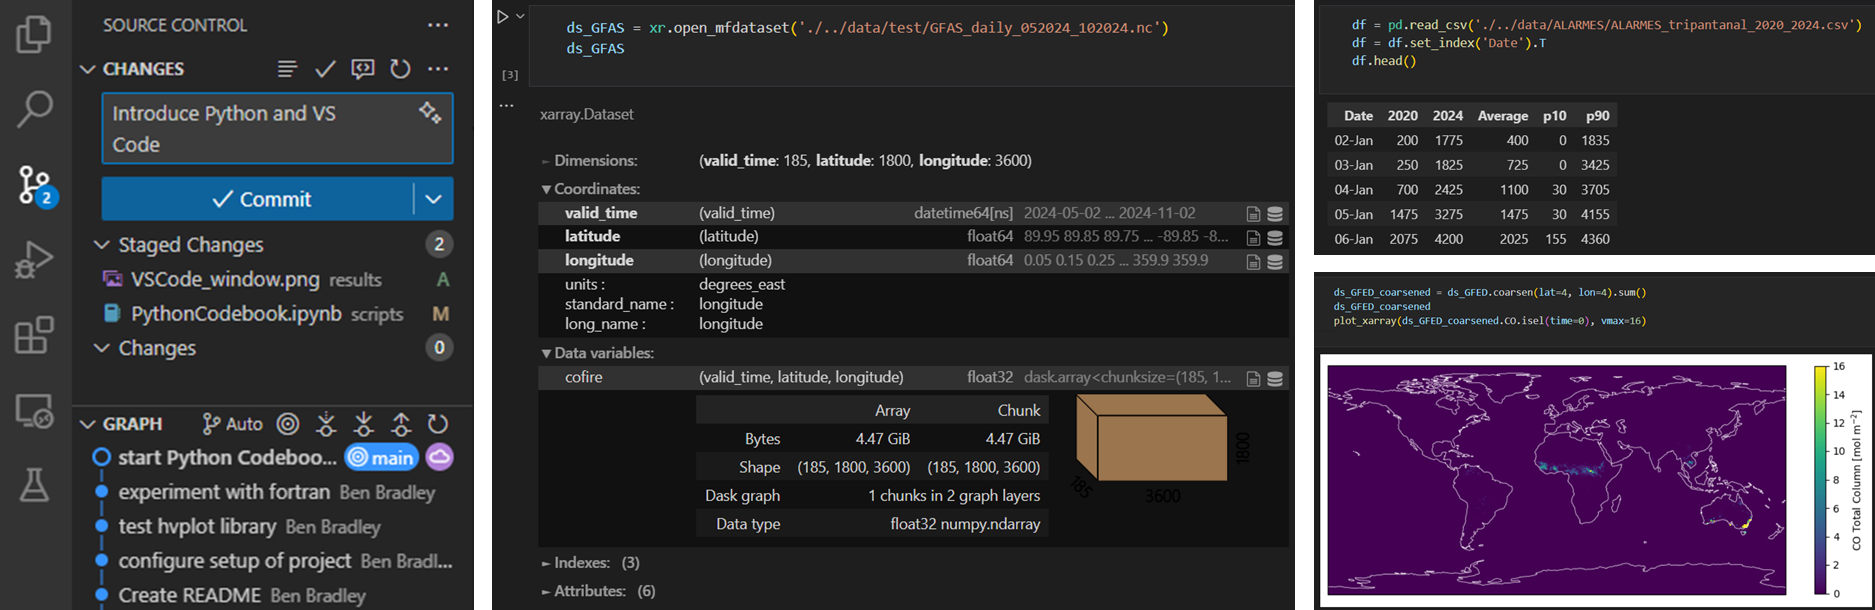 SOURCE CONTROL
CHANGES
Introduce Python and VS
Code
Commit
2
Staged Changes 2
VSCode_window.png results A
PythonCodebook.ipynb scripts M
Changes 0
GRAPH Auto
start Python Codeboo... main
experiment with fortran Ben Bradley
test hvplot library Ben Bradley
configure setup of project Ben Bradl...
Create README Ben Bradley
ds_GFAS = xr.open_mfdataset('./../data/test/GFAS_daily_052024_102024.nc')
ds_GFAS
[3]
...
xarray.Dataset
Dimensions: (valid_time: 185, latitude: 1800, longitude: 3600)
Coordinates:
valid_time (valid_time) datetime64[ns] 2024-05-02 ... 2024-11-02
latitude (latitude) float64 89.95 89.85 89.75 ... -89.85 -8...
longitude (longitude) float64 0.05 0.15 0.25 ... 359.9 359.9
units : degrees_east
standard_name : longitude
long_name : longitude
Data variables:
cofire (valid_time, latitude, longitude) float32 dask.array<chunksize=(185, 1...
Array Chunk
Bytes 4.47 GiB 4.47 GiB
Shape (185, 1800, 3600) (185, 1800, 3600)
Dask graph 1 chunks in 2 graph layers
Data type float32 numpy.ndarray
1800
185
3600
Indexes: (3)
Attributes: (6)
df = pd.read_csv('./../data/ALARMES/ALARMES_tripantanal_2020_2024.csv')
df = df.set_index('Date').T
df.head()
Date 2020 2024 Average p10 p90
02-Jan 200 1775 400 0 1835
03-Jan 250 1825 725 0 3425
04-Jan 700 2425 1100 30 3705
05-Jan 1475 3275 1475 30 4155
06-Jan 2075 4200 2025 155 4360
ds_GFED_coarsened = ds_GFED.coarsen(lat=4, lon=4).sum()
ds_GFED_coarsened
plot_xarray(ds_GFED_coarsened.CO.isel(time=0), vmax=16)
16
14
12
10
8
6
4
2
0
CO Total Column [mol m⁻²]